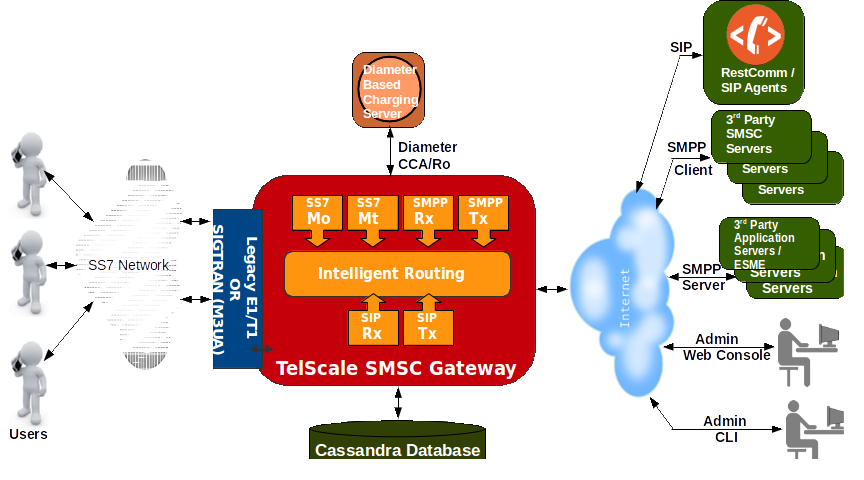 SIP
RestComm /
SIP Agents
Diameter
Based
Charging
Server
Diameter
CCA/Ro
3rd Party
SMSC
Servers
Servers
Servers
SMPP
Client
SS7
Mo
SS7
Mt
SMPP
Rx
SMPP
Tx
Intelligent Routing
SIP
Rx
SIP
Tx
TelScale SMSC Gateway
SS7 Network
Legacy E1/T1
OR
SIGTRAN (M3UA)
Internet
3rd Party
Application
Servers /
ESME
Servers
Servers
SMPP
Server
Admin
Web Console
Admin
CLI
Users
Cassandra Database